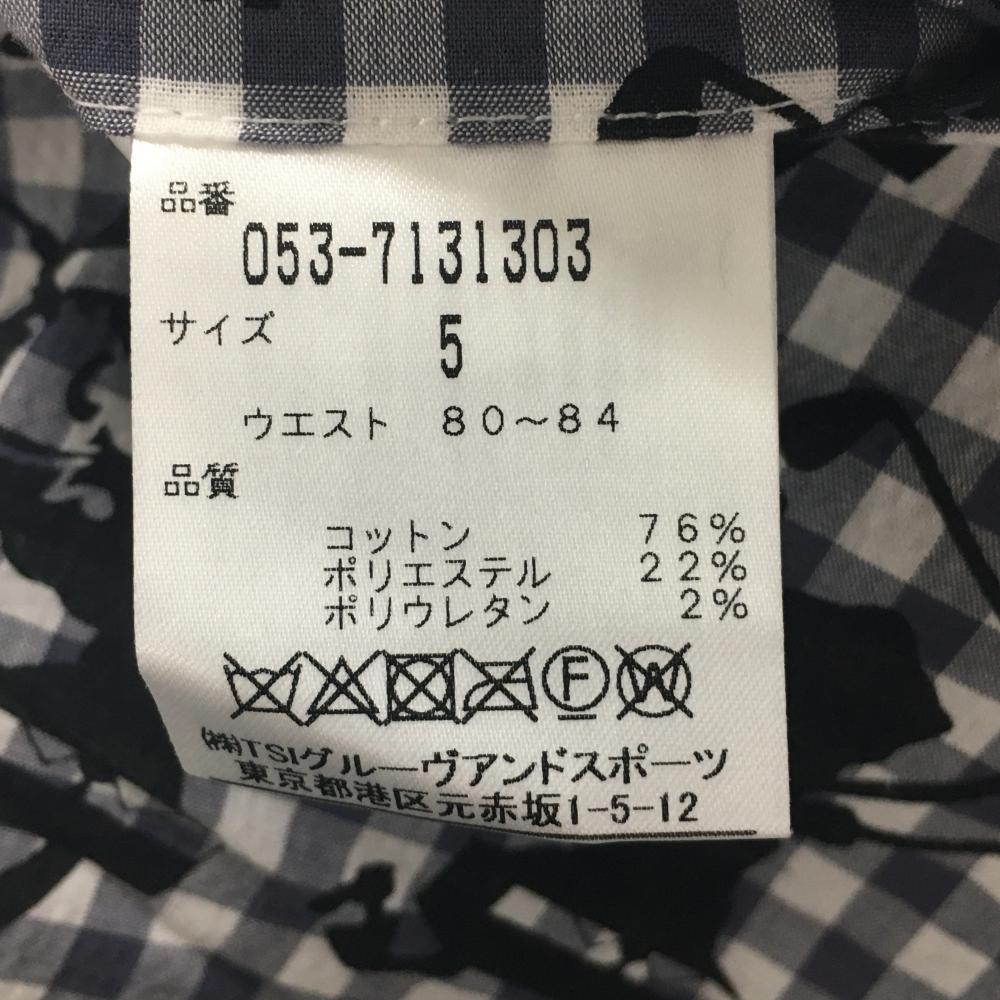 品番
053-7131303
サイズ 5
ウエスト 80～84
品質
コットン 76%
ポリエステル 22%
ポリウレタン 2%
F W
㈱TSIグルーヴアンドスポーツ
東京都港区元赤坂1-5-12